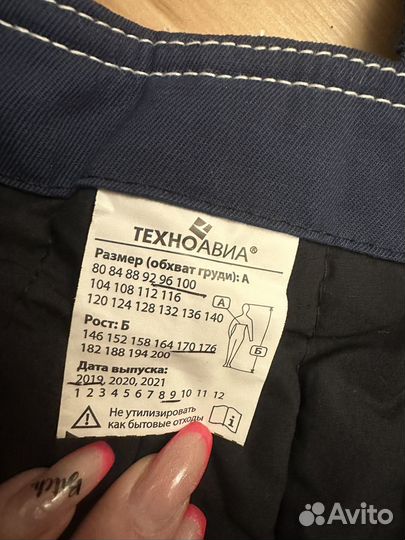 ТЕХНОАВИА®
Размер (обхват груди): А
80 84 88 92 96 100
104 108 112 116
120 124 128 132 136 140
А
Рост: Б
146 152 158 164 170 176
182 188 194 200
Б
Дата выпуска:
2019, 2020, 2021
1 2 3 4 5 6 7 8 9 10 11 12
Не утилизировать
как бытовые отходы
Bitch
Avito